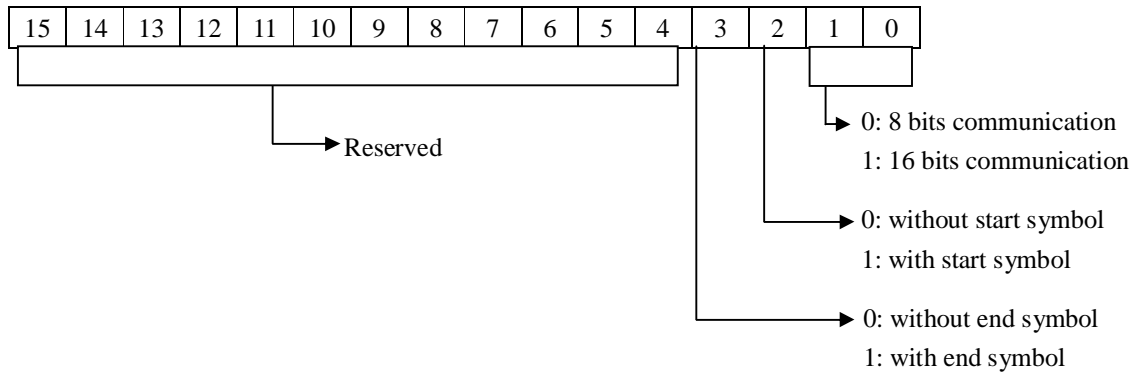 15 14 13 12 11 10 9 8 7 6 5 4 3 2 1 0
0: 8 bits communication
Reserved
1: 16 bits communication
0: without start symbol
1: with start symbol
0: without end symbol
1: with end symbol